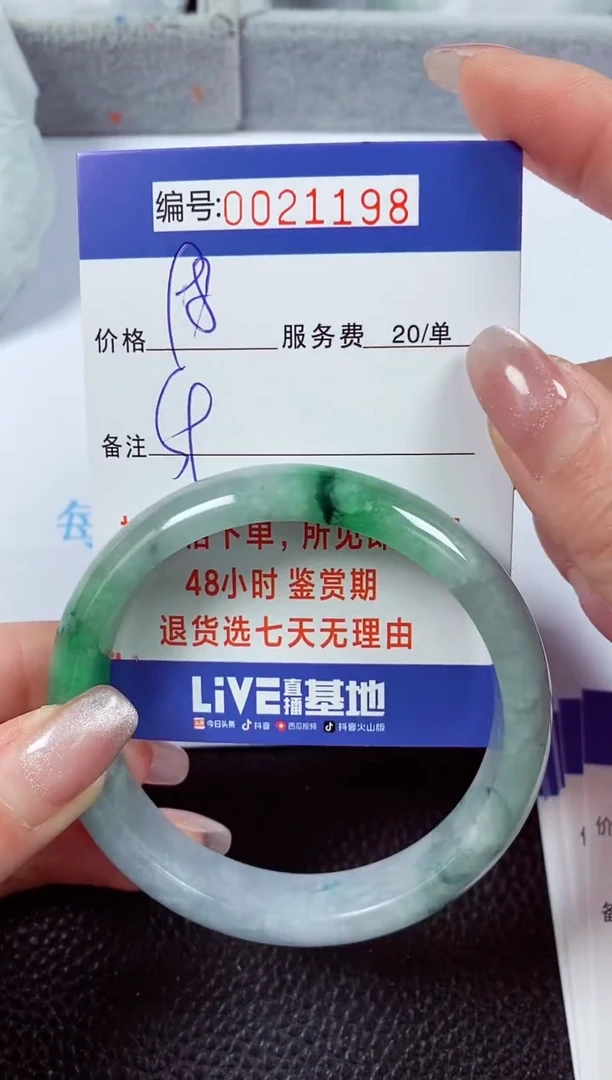 编号:0021198
价格 服务费 20/单
备注
下单，所见即
48小时 鉴赏期
退货选七天无理由
LiVE直播基地
今日头条 抖音 西瓜视频 抖音火山版